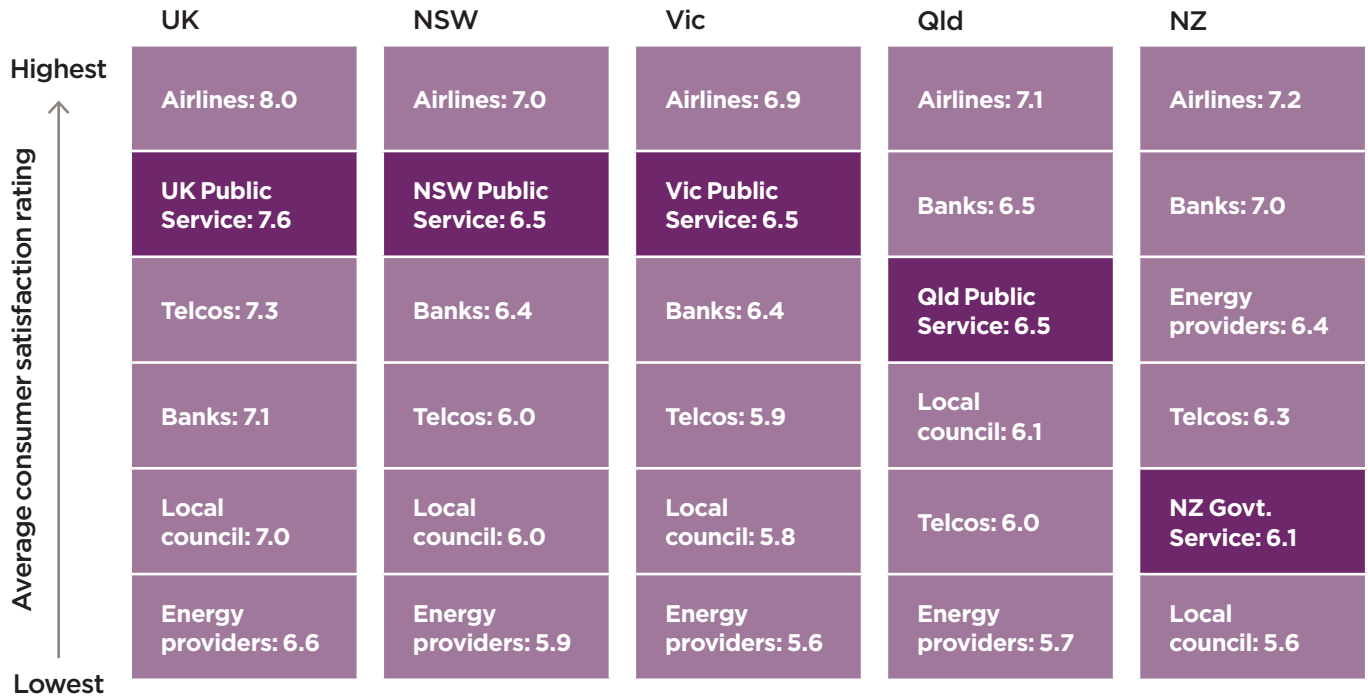 UK
NSW
Vic
Qld
NZ
Highest
Average consumer satisfaction rating
Lowest
Airlines: 8.0
UK Public
Service: 7.6
Telcos: 7.3
Banks: 7.1
Local
council: 7.0
Energy
providers: 6.6
Airlines: 7.0
NSW Public
Service: 6.5
Banks: 6.4
Telcos: 6.0
Local
council: 6.0
Energy
providers: 5.9
Airlines: 6.9
Vic Public
Service: 6.5
Banks: 6.4
Telcos: 5.9
Local
council: 5.8
Energy
providers: 5.6
Airlines: 7.1
Banks: 6.5
Qld Public
Service: 6.5
Local
council: 6.1
Telcos: 6.0
Energy
providers: 5.7
Airlines: 7.2
Banks: 7.0
Energy
providers: 6.4
Telcos: 6.3
NZ Govt.
Service: 6.1
Local
council: 5.6